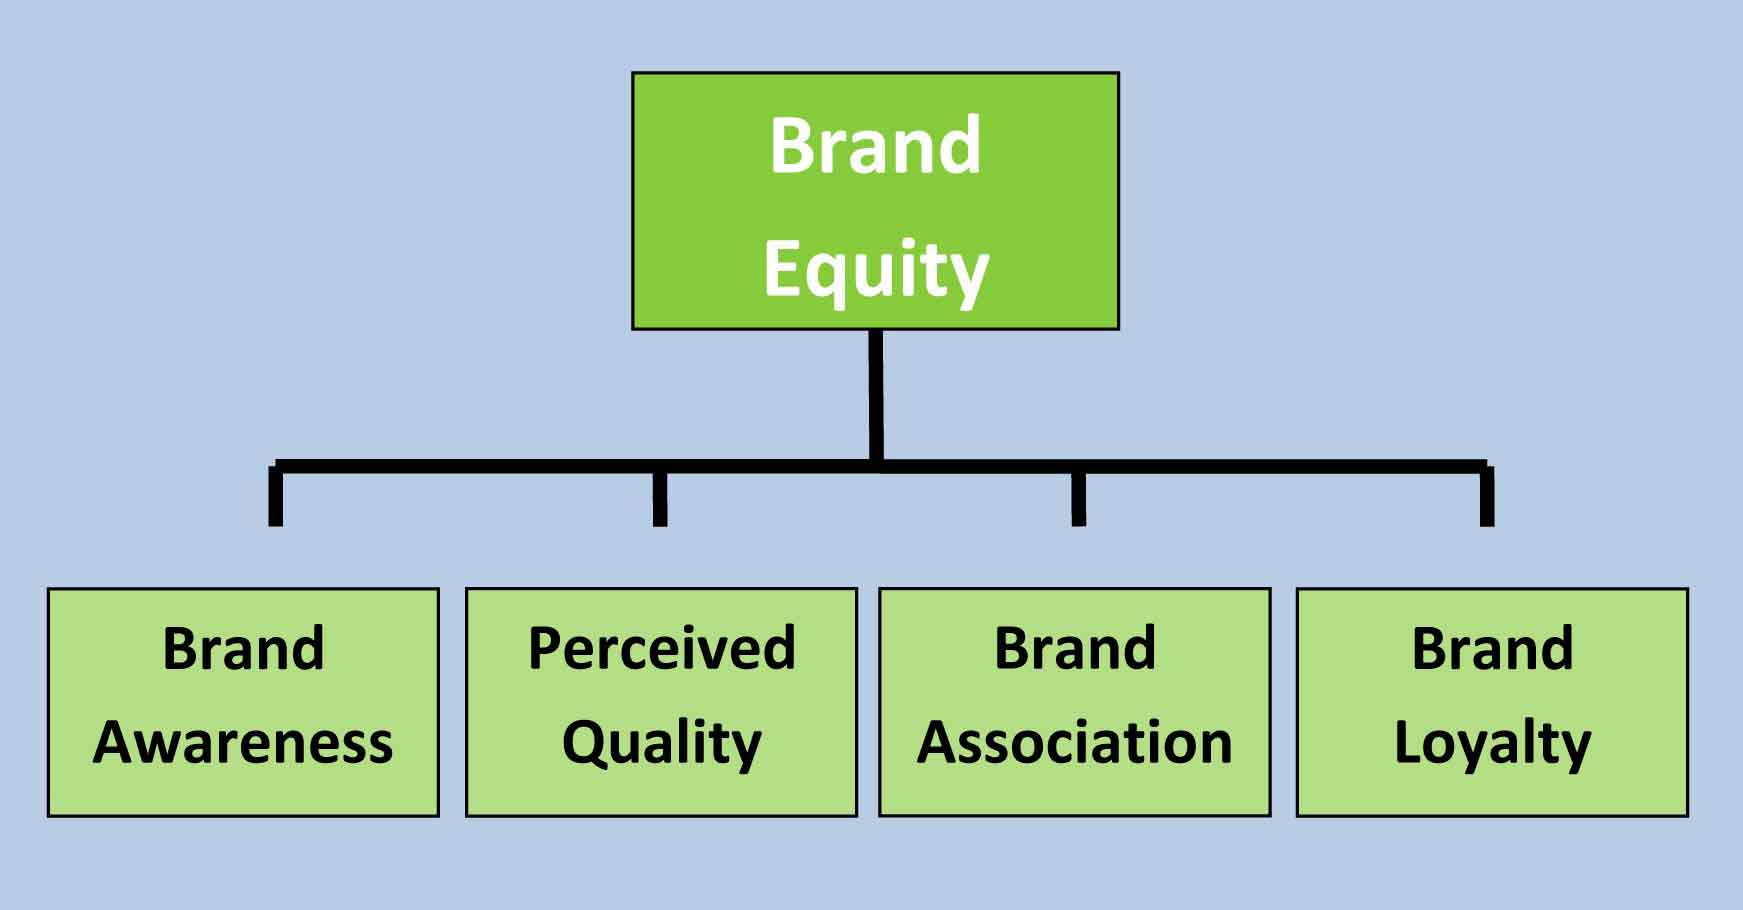 Brand
Equity
Brand
Awareness
Perceived
Quality
Brand
Association
Brand
Loyalty